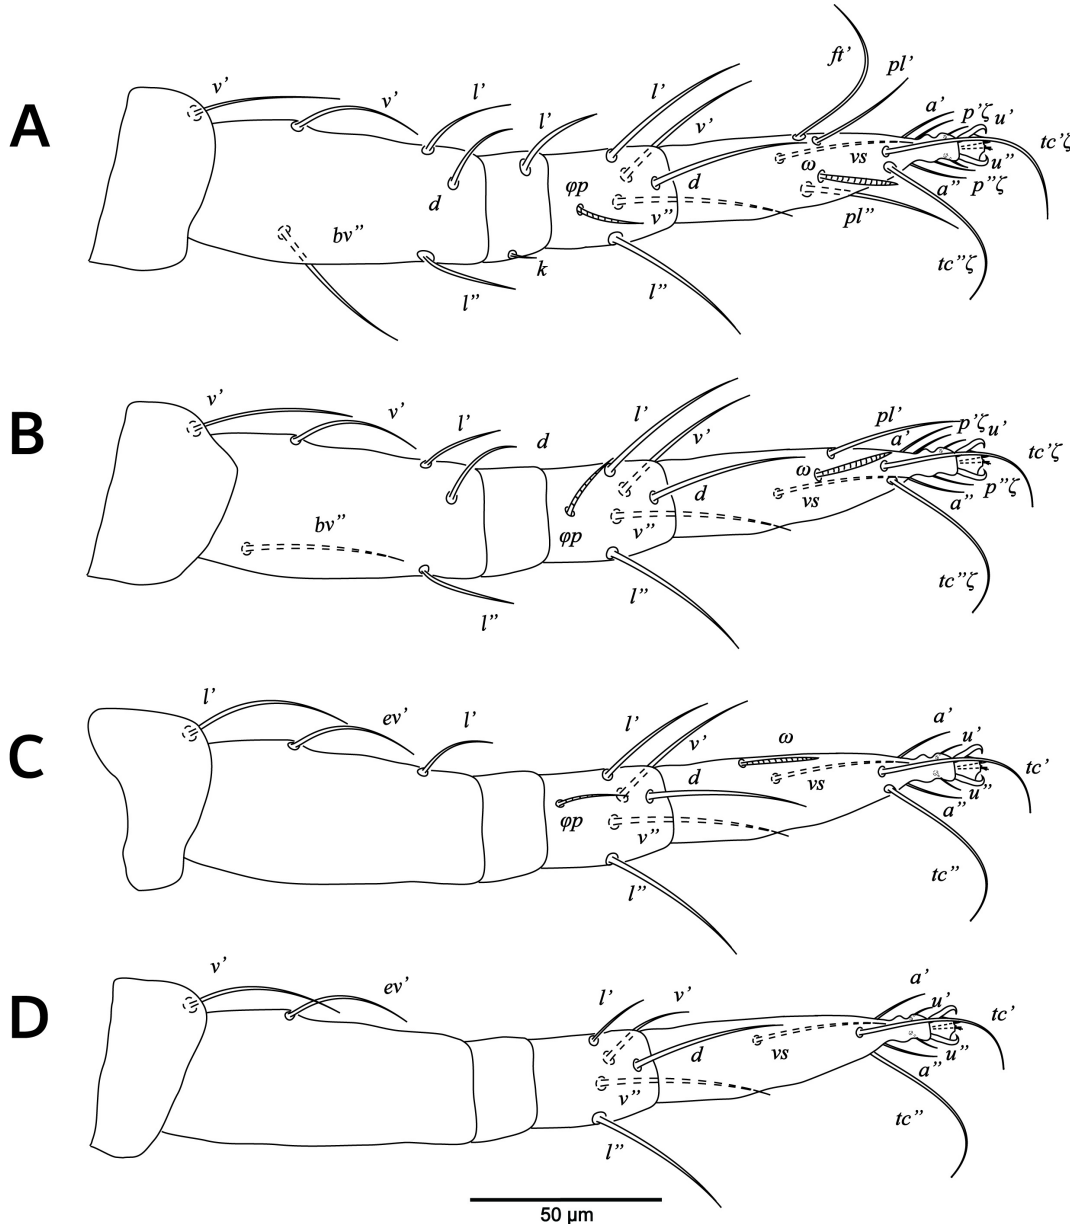 ft’
pl’
A
v’
v’
l’
l’
l’
v’
a’
p’ζ
u’
tc’ζ
d
φp
v”
d
ω
vs
u”
p”ζ
a”
pl”
bv”
k
l”
l”
tc”ζ
B
v’
v’
l’
d
l’
v’
pl’
a’
p’ζ
u’
tc’ζ
bv”
φp
v”
d
ω
vs
p”ζ
a”
l”
l”
tc”ζ
C
l’
ev’
l’
l’
v’
d
ω
vs
a’
u’
tc’
φp
v”
u”
a”
l”
tc”
D
v’
ev’
l’
v’
a’
u’
tc’
d
vs
v”
u”
a”
l”
tc”
50 μm